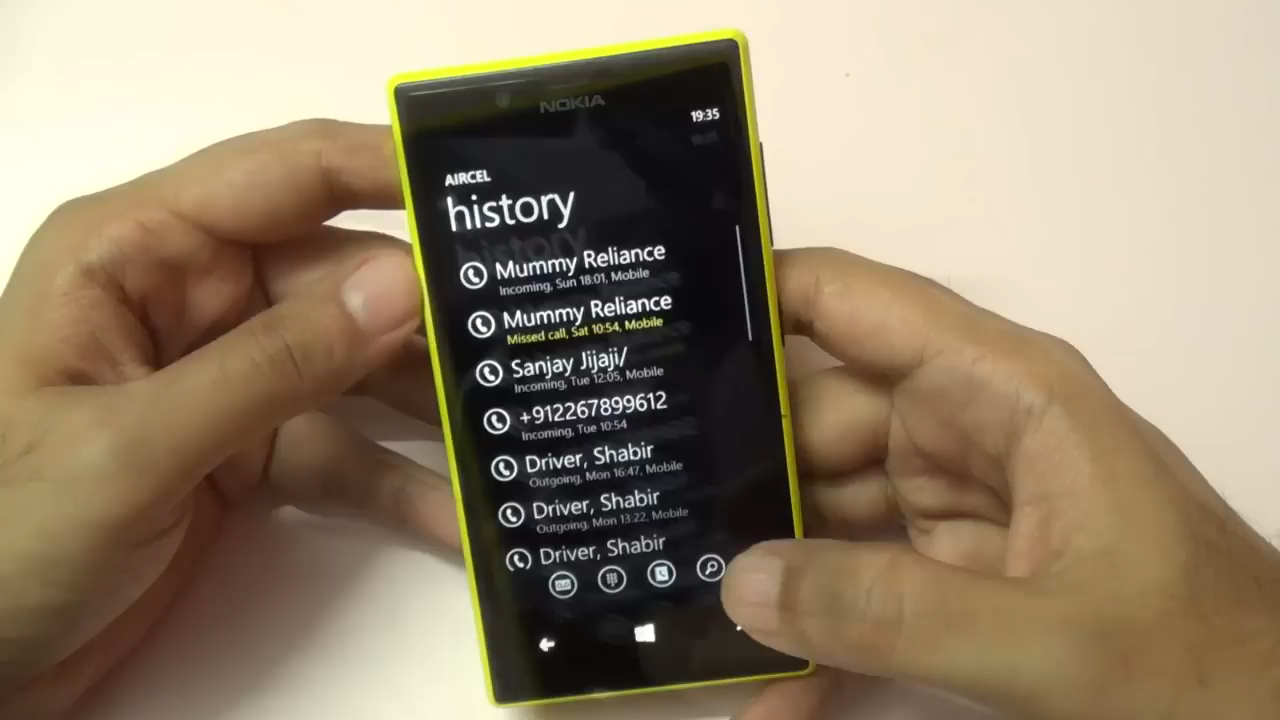 NOKIA
19:35
AIRCEL
history
Mummy Reliance
Incoming, Sun 18:01, Mobile
Mummy Reliance
Missed call, Sat 10:54, Mobile
Sanjay Jijaji/
Incoming, Tue 12:05, Mobile
+912267899612
Incoming, Tue 10:54
Driver, Shabir
Outgoing, Mon 16:47, Mobile
Driver, Shabir
Outgoing, Mon 13:22, Mobile
Driver, Shabir